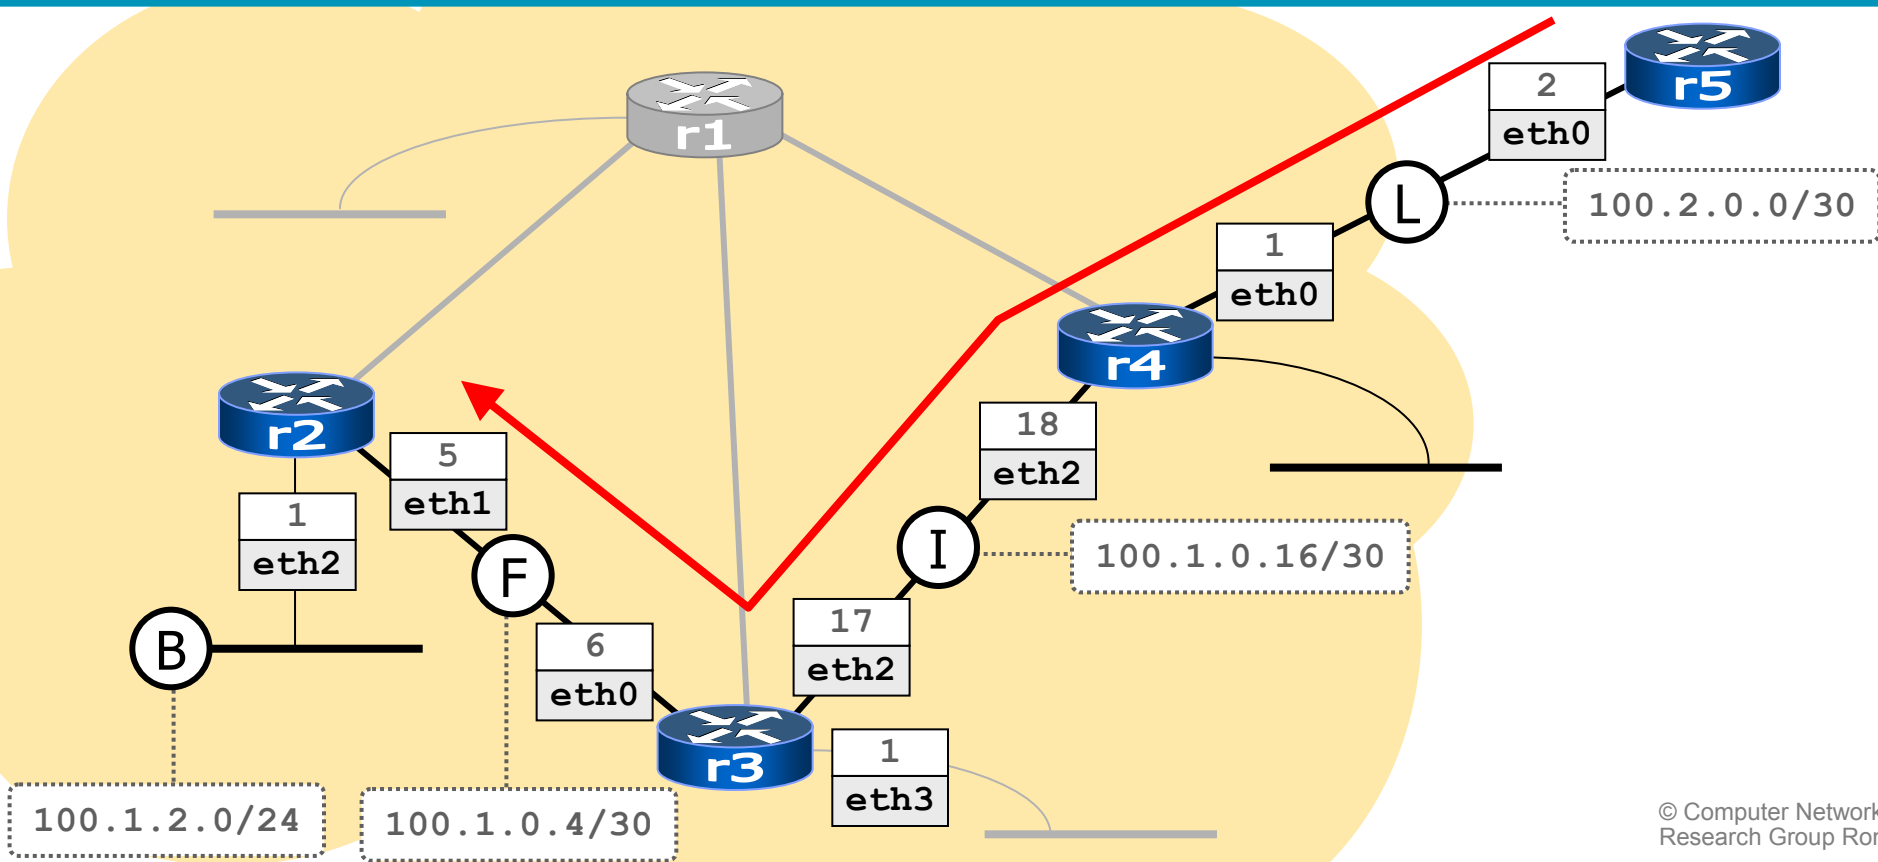 r5
2
eth0
r1
L
100.2.0.0/30
1
eth0
r4
r2
5
eth1
18
eth2
1
eth2
F
I
100.1.0.16/30
B
6
eth0
17
eth2
r3
1
eth3
100.1.2.0/24
100.1.0.4/30
© Computer Network
Research Group